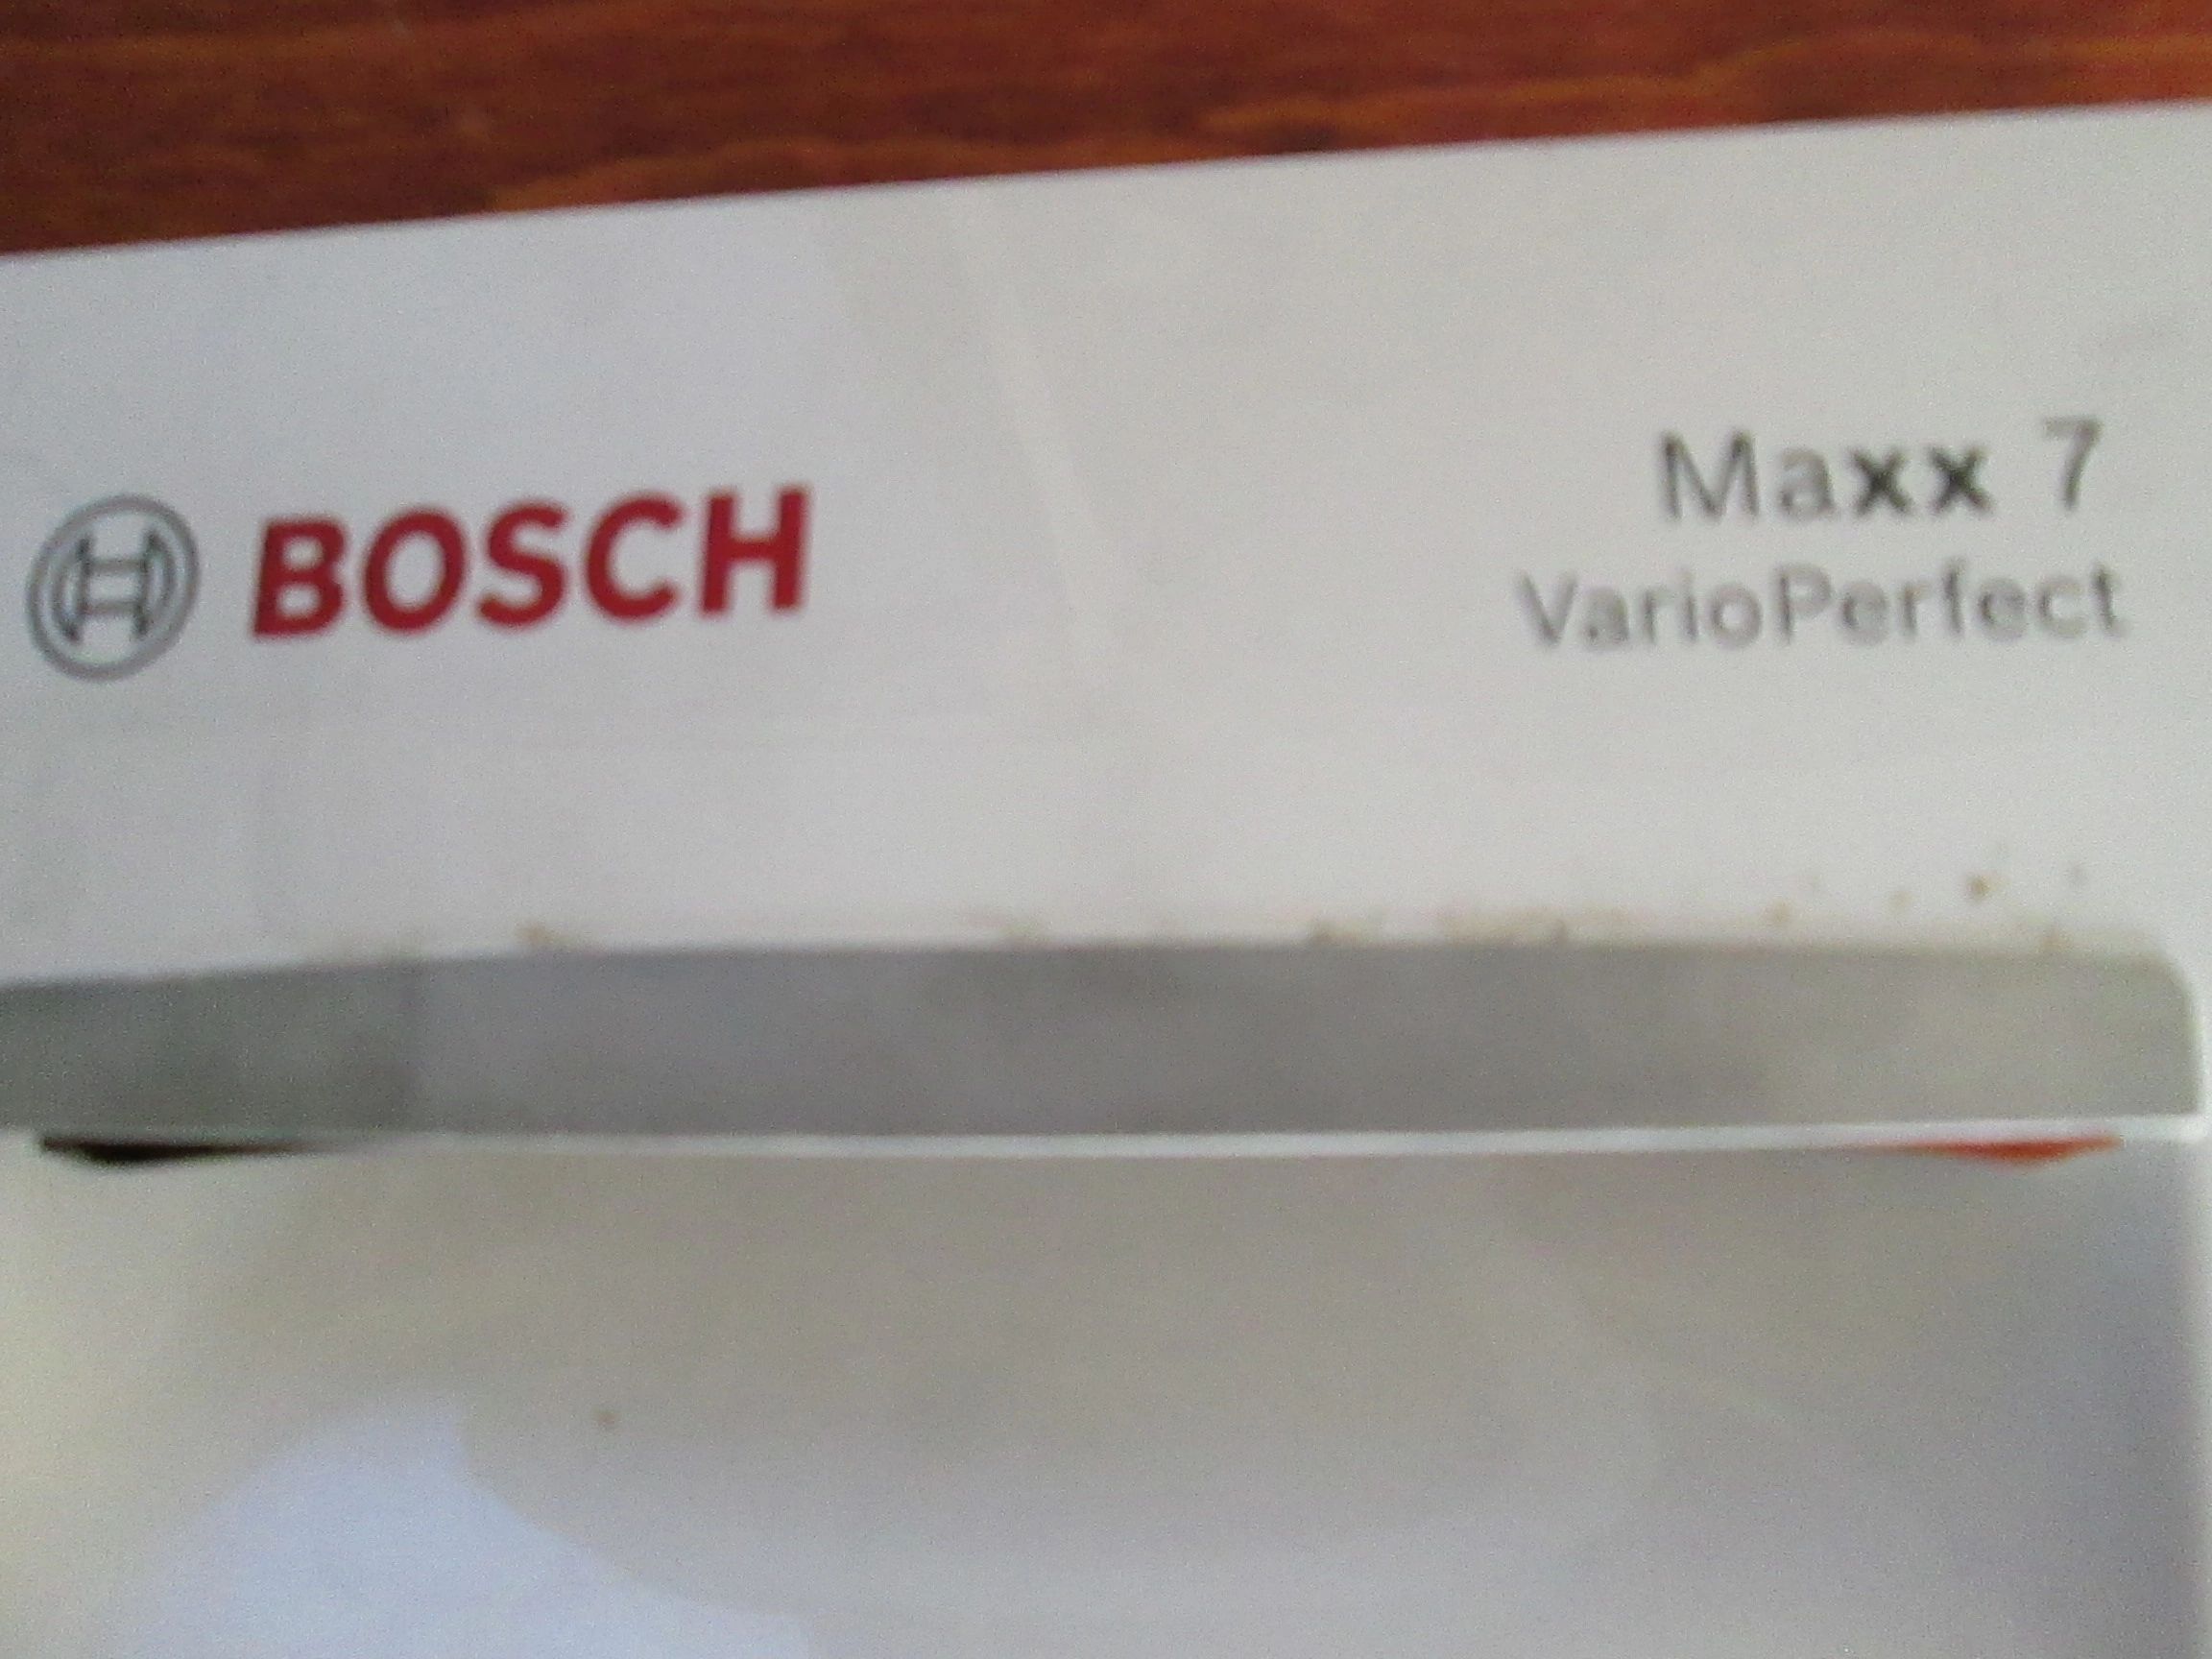 BOSCH
Maxx 7
VarioPerfect